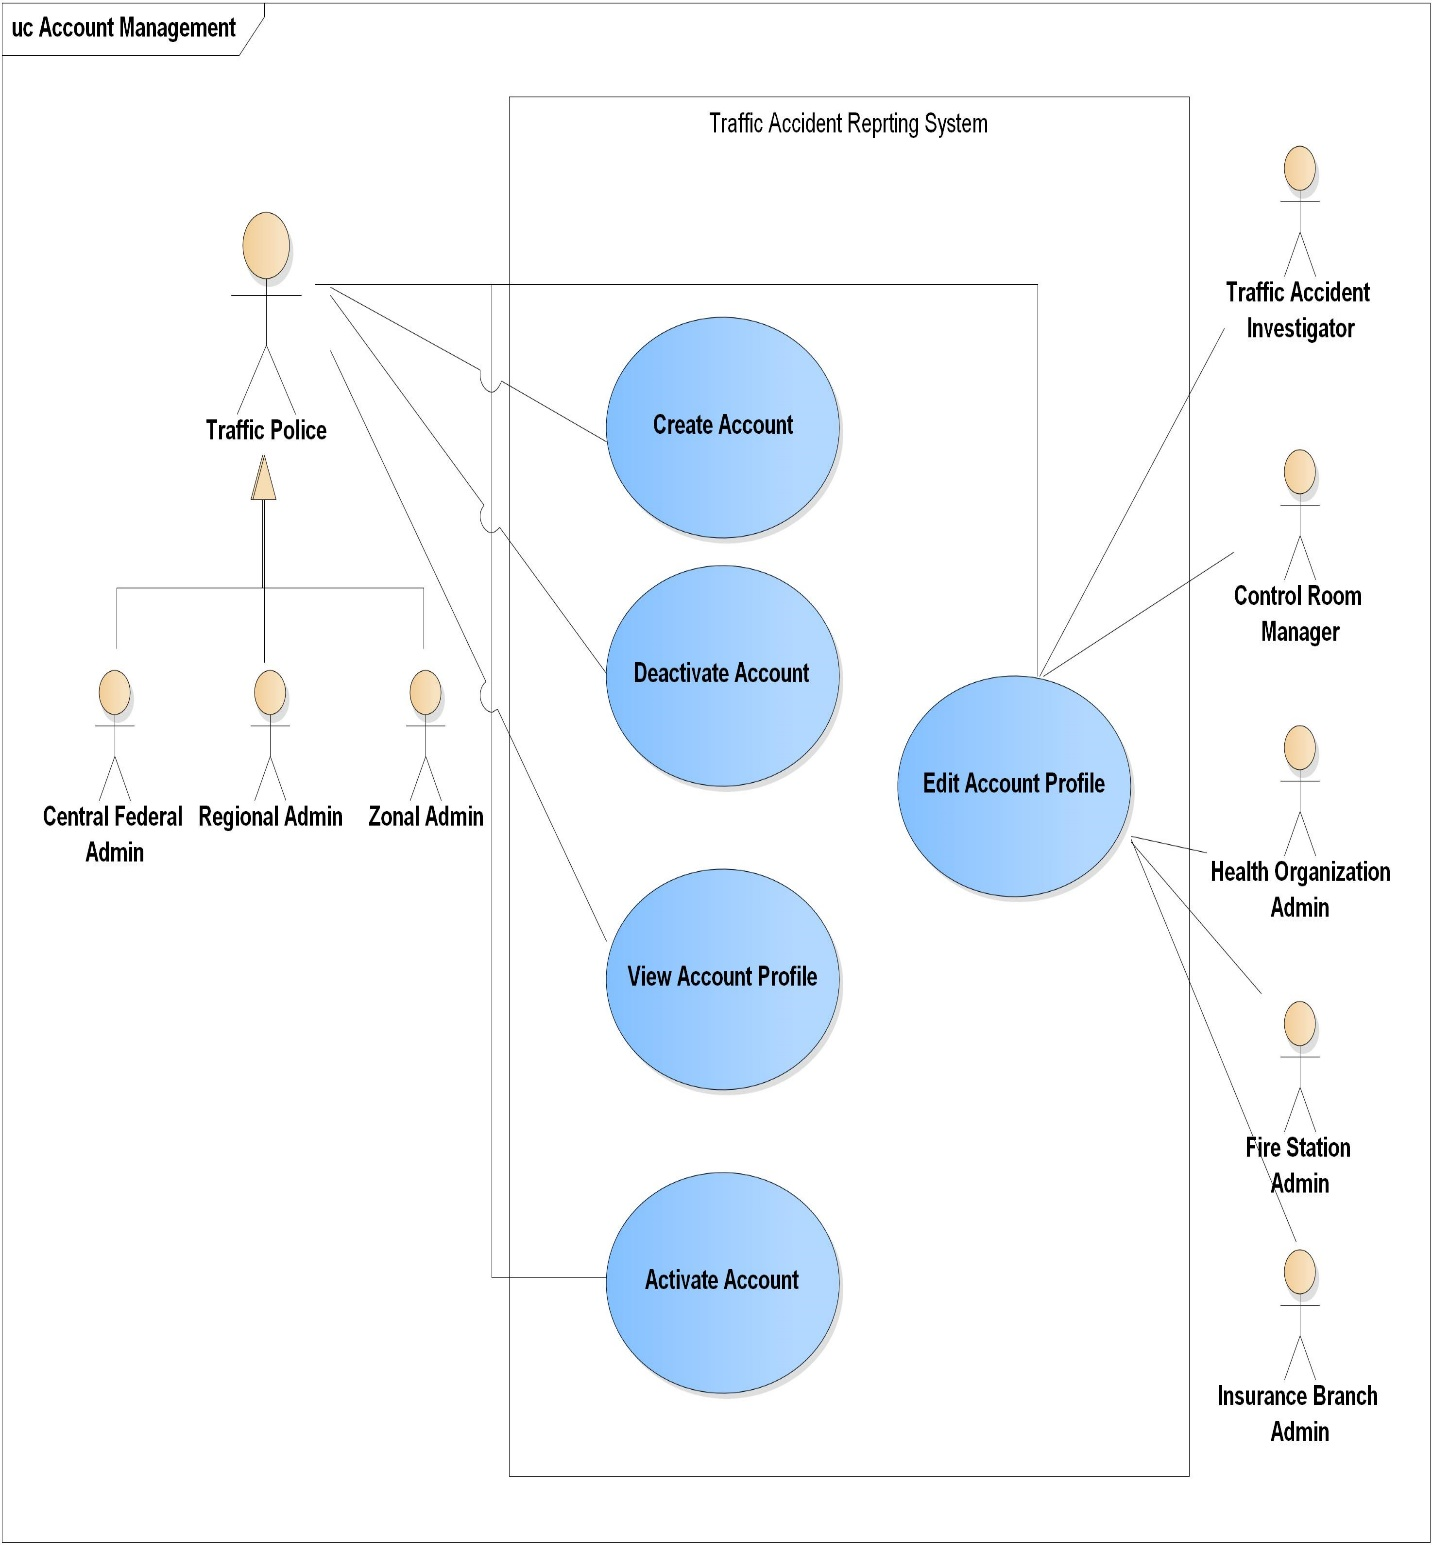 uc Account Management
Traffic Accident Reprting System
Traffic Accident
Investigator
Traffic Police
Create Account
Control Room
Manager
Deactivate Account
Edit Account Profile
Central Federal
Admin
Regional Admin
Zonal Admin
Health Organization
Admin
View Account Profile
Fire Station
Admin
Activate Account
Insurance Branch
Admin